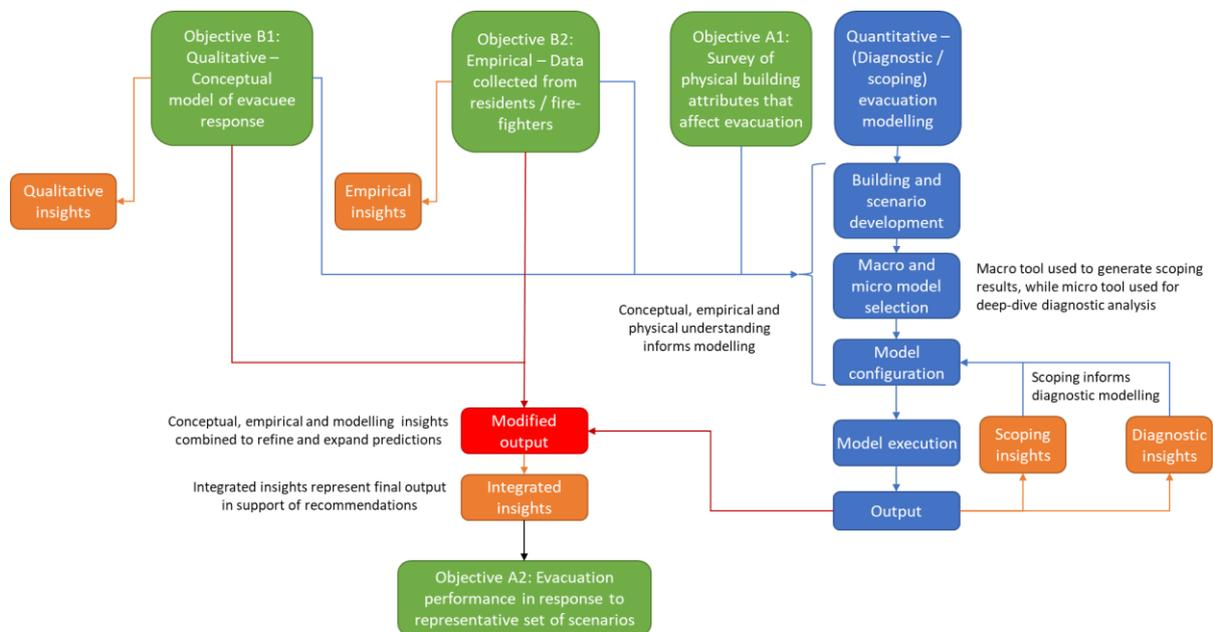 Objective B1:
Qualitative –
Conceptual
model of evacuee
response
Objective B2:
Empirical – Data
collected from
residents / fire-
fighters
Objective A1:
Survey of
physical building
attributes that
affect evacuation
Quantitative –
(Diagnostic /
scoping)
evacuation
modelling
Qualitative
insights
Empirical
insights
Building and
scenario
development
Macro and
micro model
selection
Macro tool used to generate scoping
results, while micro tool used for
deep-dive diagnostic analysis
Conceptual, empirical and
physical understanding
informs modelling
Model
configuration
Scoping informs
diagnostic modelling
Conceptual, empirical and modelling insights
combined to refine and expand predictions
Modified
output
Model execution
Scoping
insights
Diagnostic
insights
Integrated insights represent final output
in support of recommendations
Integrated
insights
Output
Objective A2: Evacuation
performance in response to
representative set of scenarios